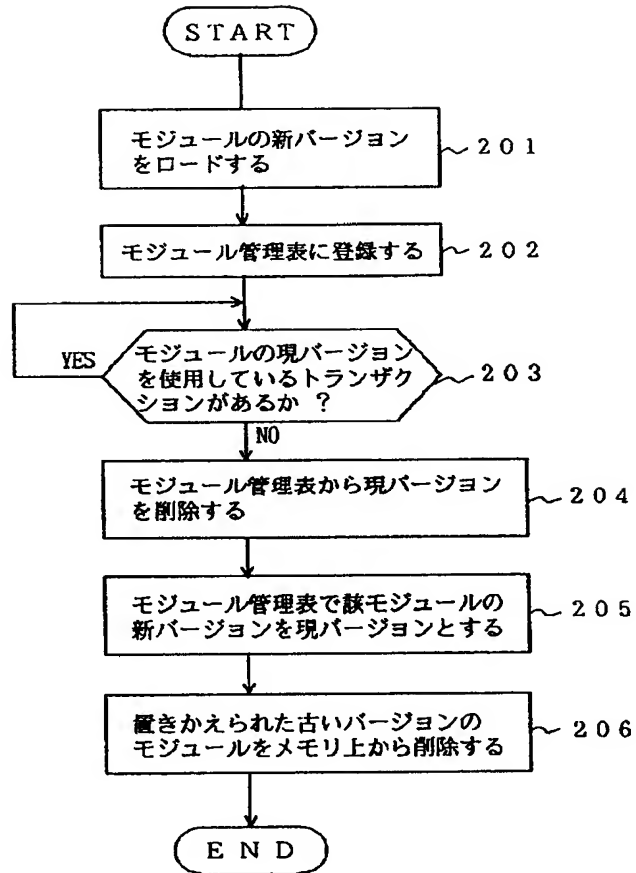 START
モジュールの新バージョン
をロードする
201
モジュール管理表に登録する
202
YES
モジュールの現バージョン
を使用しているトランザク
ションがあるか ?
203
NO
モジュール管理表から現バージョン
を削除する
204
モジュール管理表で該モジュールの
新バージョンを現バージョンとする
205
置きかえられた古いバージョンの
モジュールをメモリ上から削除する
206
END